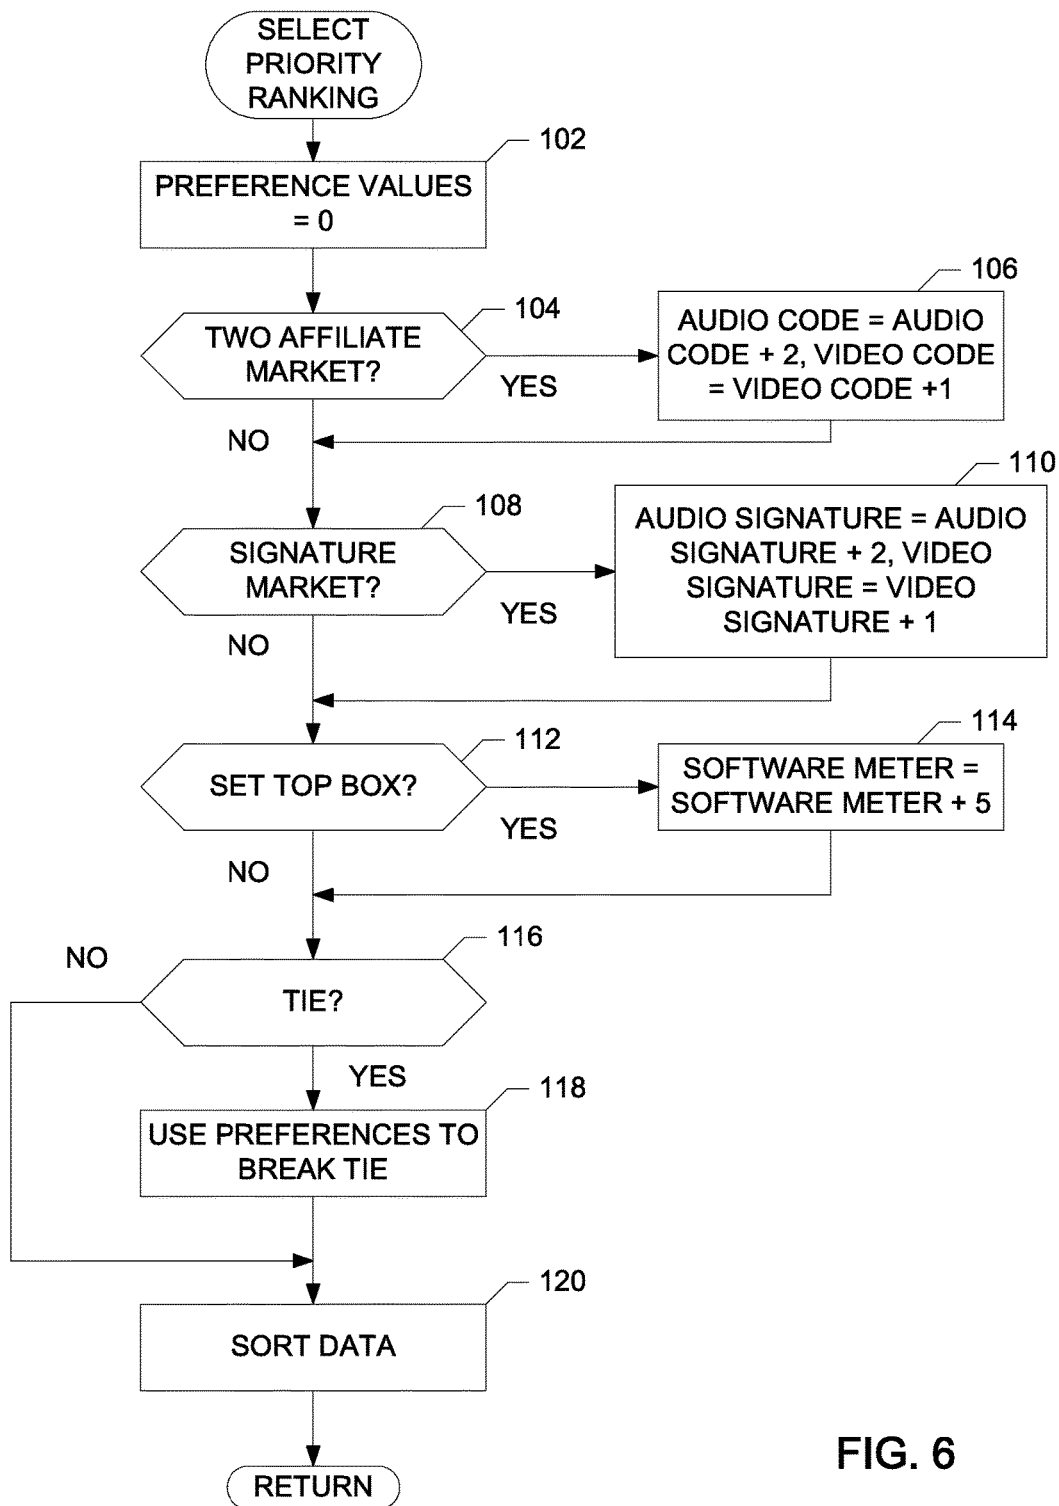 SELECT
PRIORITY
RANKING
102
PREFERENCE VALUES
= 0
106
104
TWO AFFILIATE
MARKET?
YES
AUDIO CODE = AUDIO
CODE + 2, VIDEO CODE
= VIDEO CODE +1
NO
110
108
SIGNATURE
MARKET?
YES
AUDIO SIGNATURE = AUDIO
SIGNATURE + 2, VIDEO
SIGNATURE = VIDEO
SIGNATURE + 1
NO
114
112
SET TOP BOX?
YES
SOFTWARE METER =
SOFTWARE METER + 5
NO
116
NO
TIE?
YES
118
USE PREFERENCES TO
BREAK TIE
120
SORT DATA
RETURN
FIG. 6